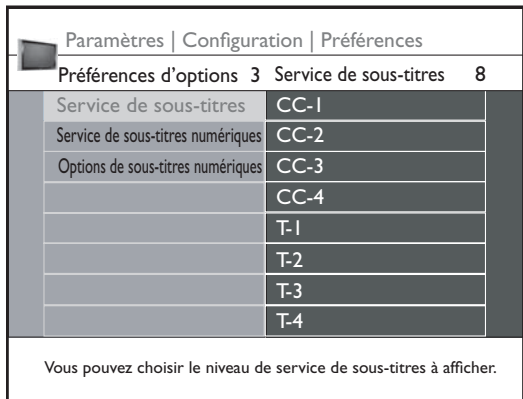 Paramètres | Configuration | Préférences
Préférences d'options 3 Service de sous-titres 8
Service de sous-titres CC-1
Service de sous-titres numériques CC-2
Options de sous-titres numériques CC-3
CC-4
T-1
T-2
T-3
T-4
Vous pouvez choisir le niveau de service de sous-titres à afficher.